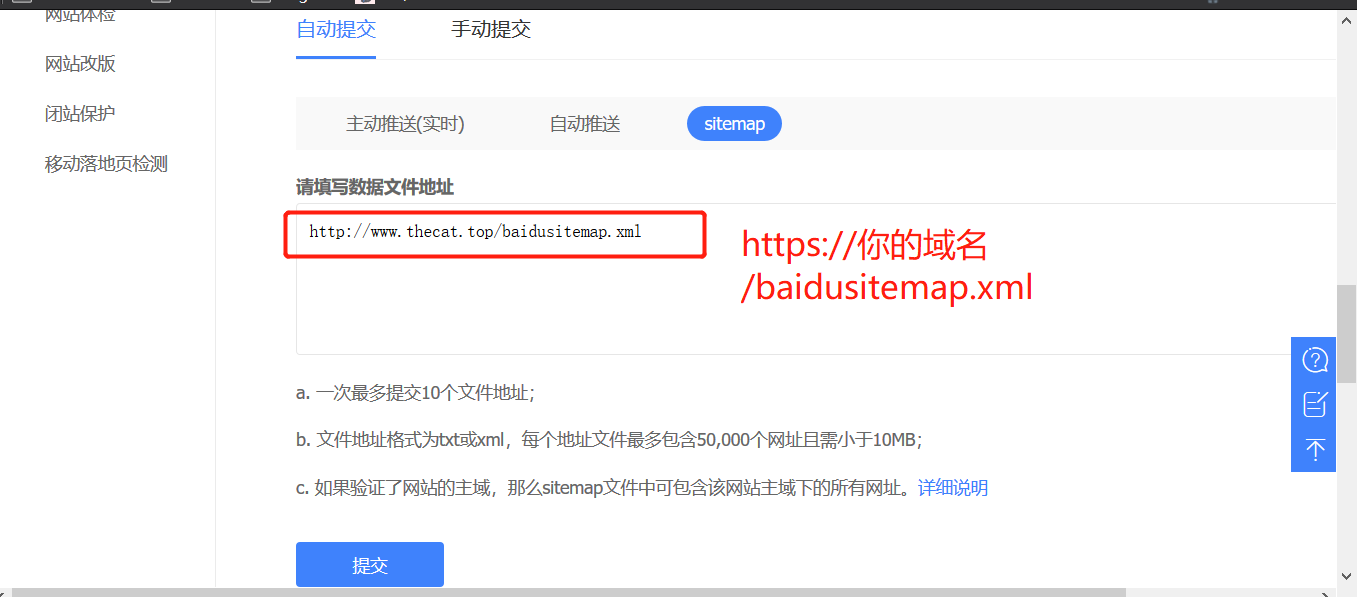 网站体检
自动提交
手动提交
网站改版
闭站保护
移动落地页检测
主动推送(实时)
自动推送
sitemap
请填写数据文件地址
http://www.thecat.top/baidusitemap.xml
https://你的域名
/baidusitemap.xml
a. 一次最多提交10个文件地址；
b. 文件地址格式为txt或xml，每个地址文件最多包含50,000个网址且需小于10MB；
c. 如果验证了网站的主域，那么sitemap文件中可包含该网站主域下的所有网址。详细说明
提交